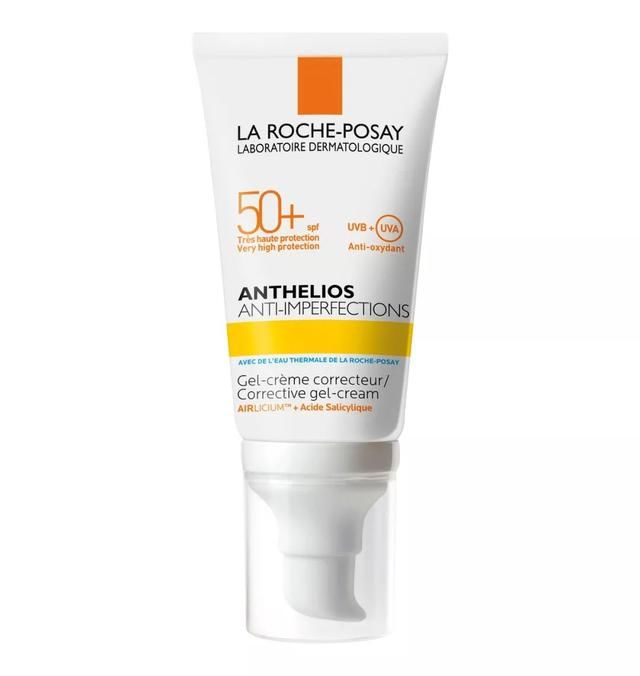 LA ROCHE-POSAY
LABORATOIRE DERMATOLOGIQUE
50+ spf
Très haute protection
Very high protection
UVB + UVA
Anti-oxydant
ANTHELIOS
ANTI-IMPERFECTIONS
AVEC DE L'EAU THERMALE DE LA ROCHE-POSAY
Gel-crème correcteur/
Corrective gel-cream
AIRLICIUM™ + Acide Salicylique